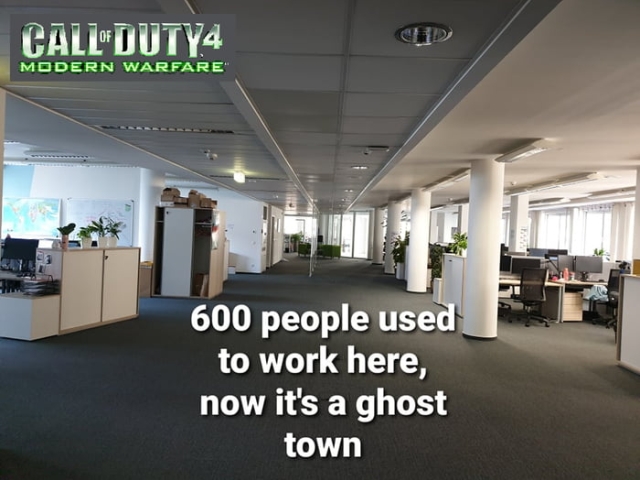 CALL OF DUTY 4
MODERN WARFARE
600 people used
to work here,
now it's a ghost
town